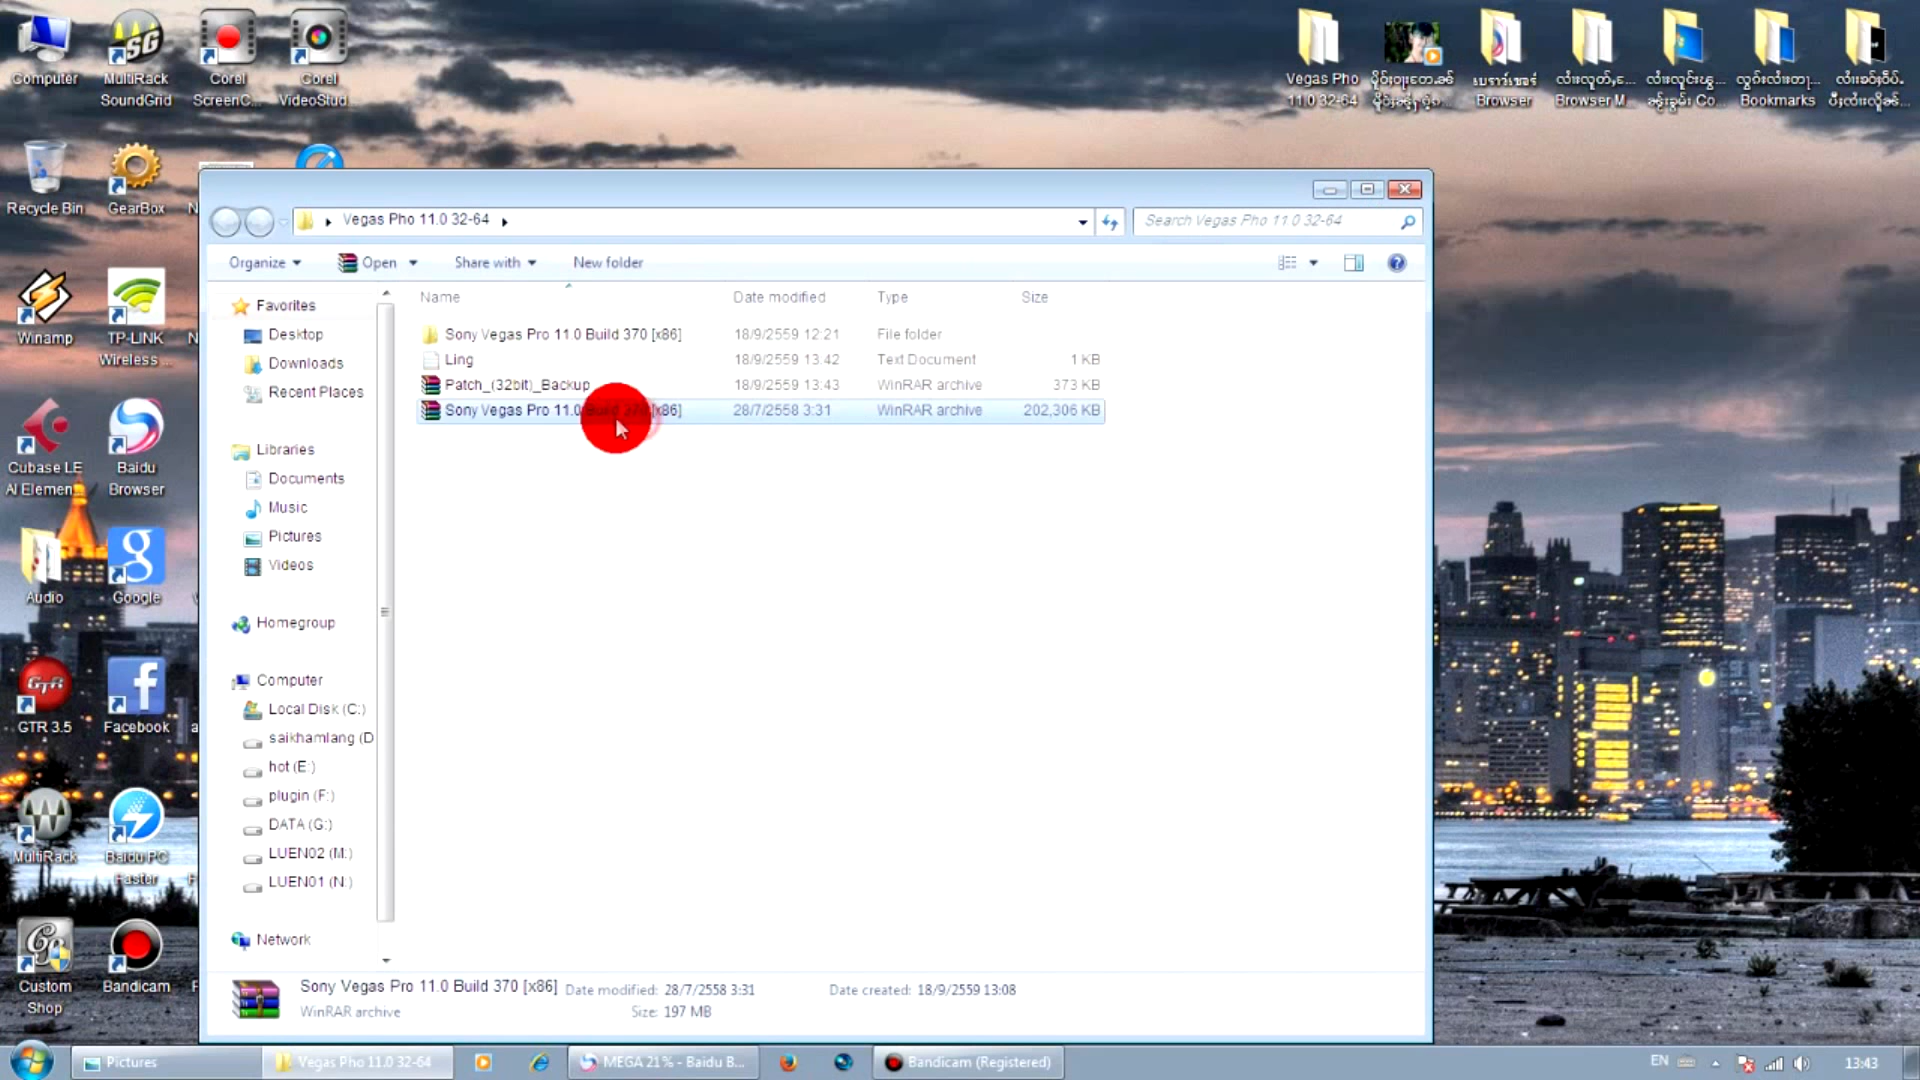 Computer
MultiRack
SoundGrid
Corel
ScreenC...
Corel
VideoStud...
Vegas Pho
11.0 32-64
Browser
Browser M...
Bookmarks
Recycle Bin
GearBox
Vegas Pho 11.0 32-64
Search Vegas Pho 11.0 32-64
Organize
Open
Share with
New folder
Name
Date modified
Type
Size
Favorites
Desktop
Downloads
Recent Places
Sony Vegas Pro 11.0 Build 370 [x86] 18/9/2559 12:21 File folder
Ling 18/9/2559 13:42 Text Document 1 KB
Patch_(32bit)_Backup 18/9/2559 13:43 WinRAR archive 373 KB
Sony Vegas Pro 11.0 Build 370 [x86] 28/7/2558 3:31 WinRAR archive 202,306 KB
Winamp
TP-LINK
Wireless ...
Libraries
Documents
Music
Pictures
Videos
Cubase LE
AI Elemen...
Baidu
Browser
Homegroup
Audio
Google
Computer
Local Disk (C:)
saikhamlang (D
hot (E:)
plugin (F:)
DATA (G:)
LUEN02 (M:)
LUEN01 (N:)
GTR 3.5
Facebook
Network
MultiRack
Baidu PC
Faster
Custom
Shop
Bandicam
Sony Vegas Pro 11.0 Build 370 [x86]
WinRAR archive
Date modified: 28/7/2558 3:31
Size: 197 MB
Date created: 18/9/2559 13:08
Pictures
Vegas Pho 11.0 32-64
MEGA 21% - Baidu B...
Bandicam (Registered)
EN
13:43